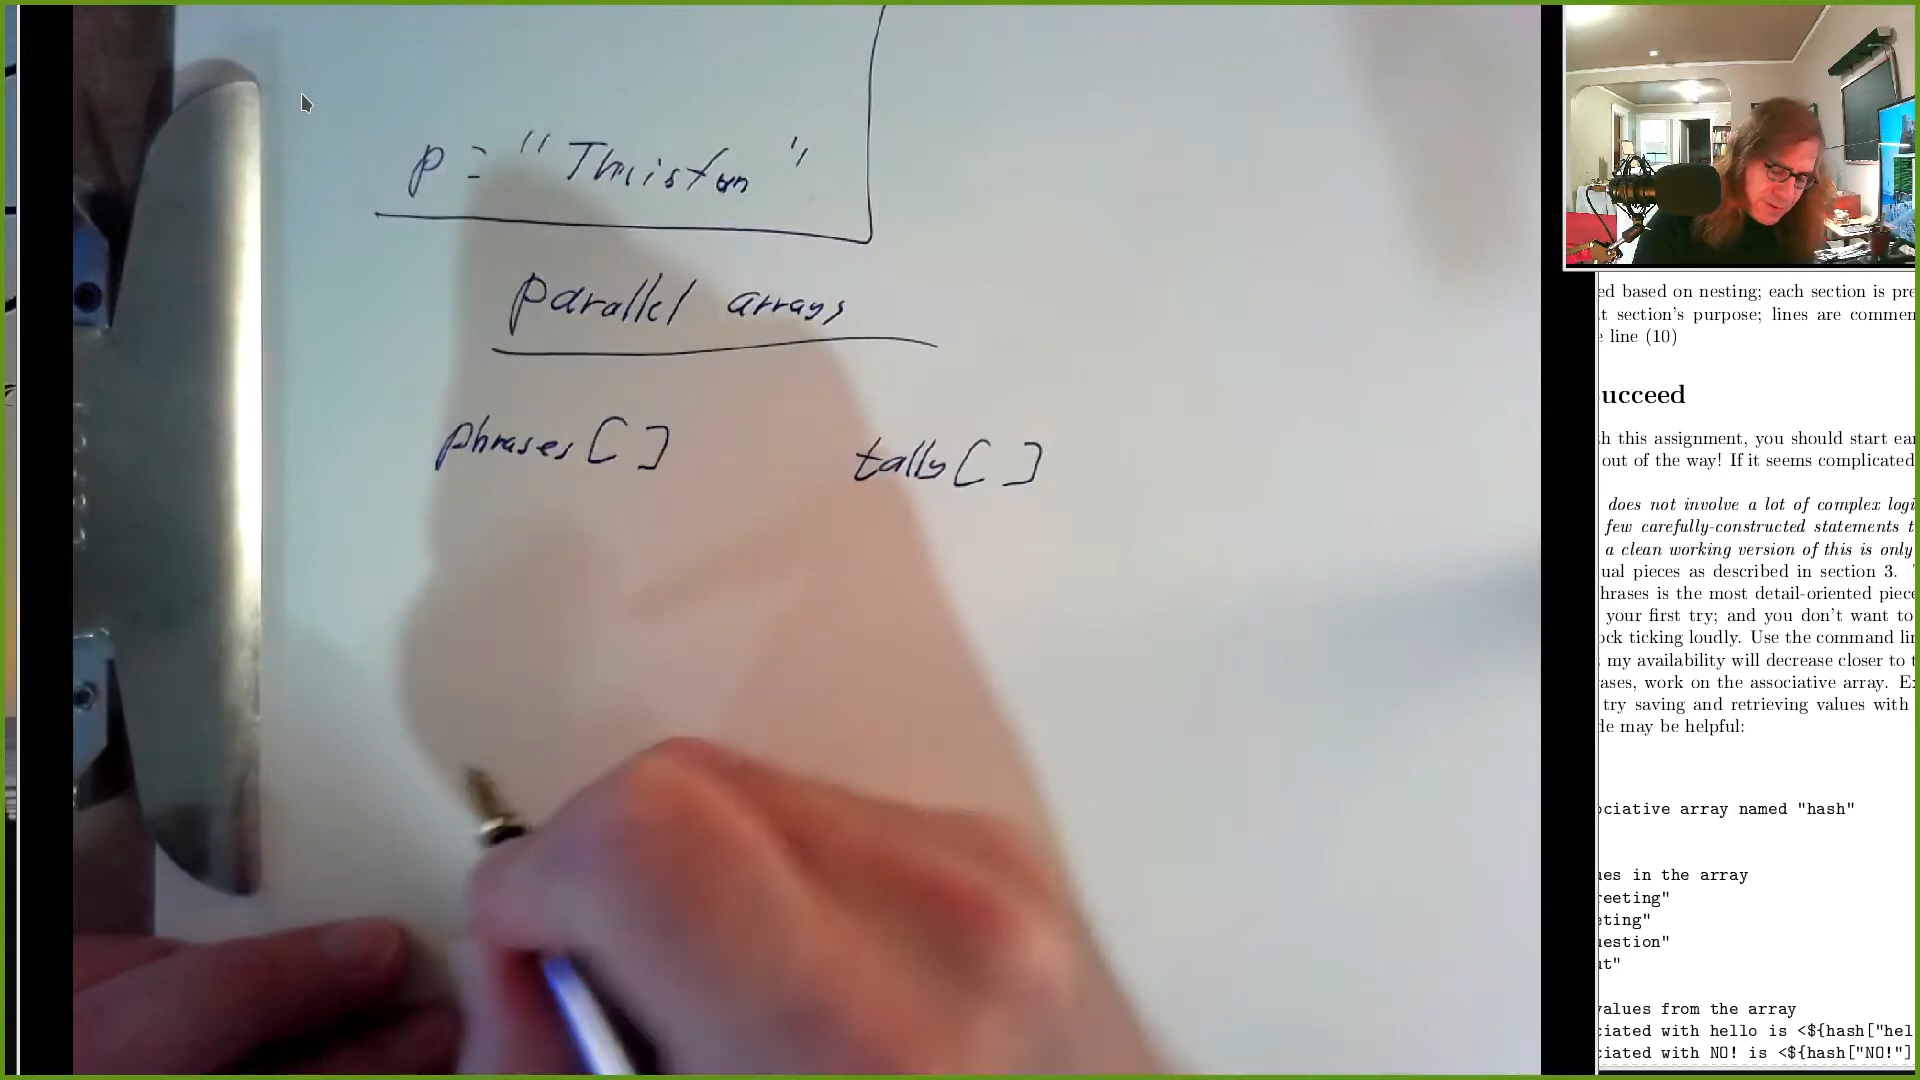 p = "Thisism"
parallel arrays
phrases[ ]
tally[ ]
ed based on nesting; each section is pre
t section's purpose; lines are commen
e line (10)
ucceed
h this assignment, you should start ear
out of the way! If it seems complicated
does not involve a lot of complex logi
few carefully-constructed statements t
a clean working version of this is only
ual pieces as described in section 3.
hrases is the most detail-oriented piece
your first try; and you don't want to
ock ticking loudly. Use the command lin
my availability will decrease closer to t
ases, work on the associative array. Ex
try saving and retrieving values with
de may be helpful:
ociative array named "hash"
ues in the array
reeting"
eting"
uestion"
ut"
values from the array
ciated with hello is <${hash["hel
ciated with NO! is <${hash["NO!"]